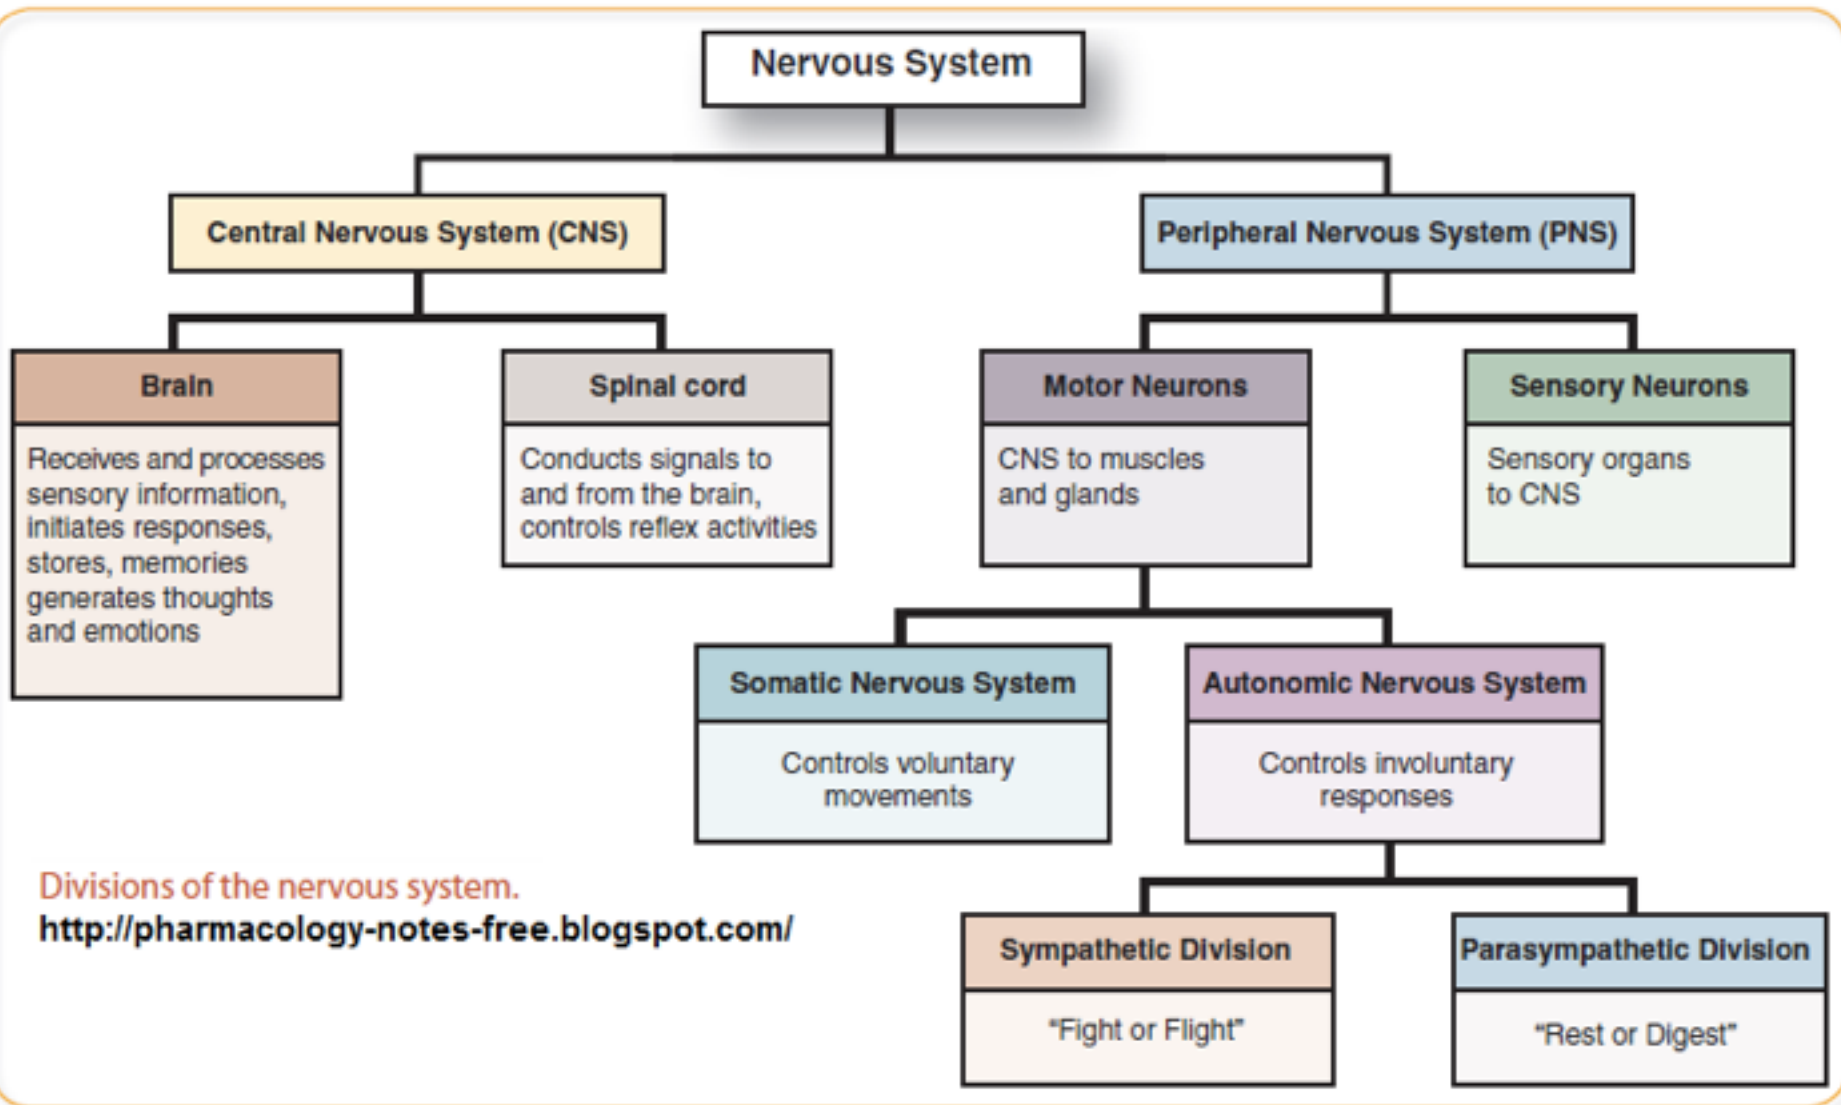 Nervous System
Central Nervous System (CNS)
Peripheral Nervous System (PNS)
Brain
Receives and processes
sensory information,
initiates responses,
stores, memories
generates thoughts
and emotions
Spinal cord
Conducts signals to
and from the brain,
controls reflex activities
Motor Neurons
CNS to muscles
and glands
Sensory Neurons
Sensory organs
to CNS
Somatic Nervous System
Controls voluntary
movements
Autonomic Nervous System
Controls involuntary
responses
Sympathetic Division
“Fight or Flight”
Parasympathetic Division
“Rest or Digest”
Divisions of the nervous system.
http://pharmacology-notes-free.blogspot.com/